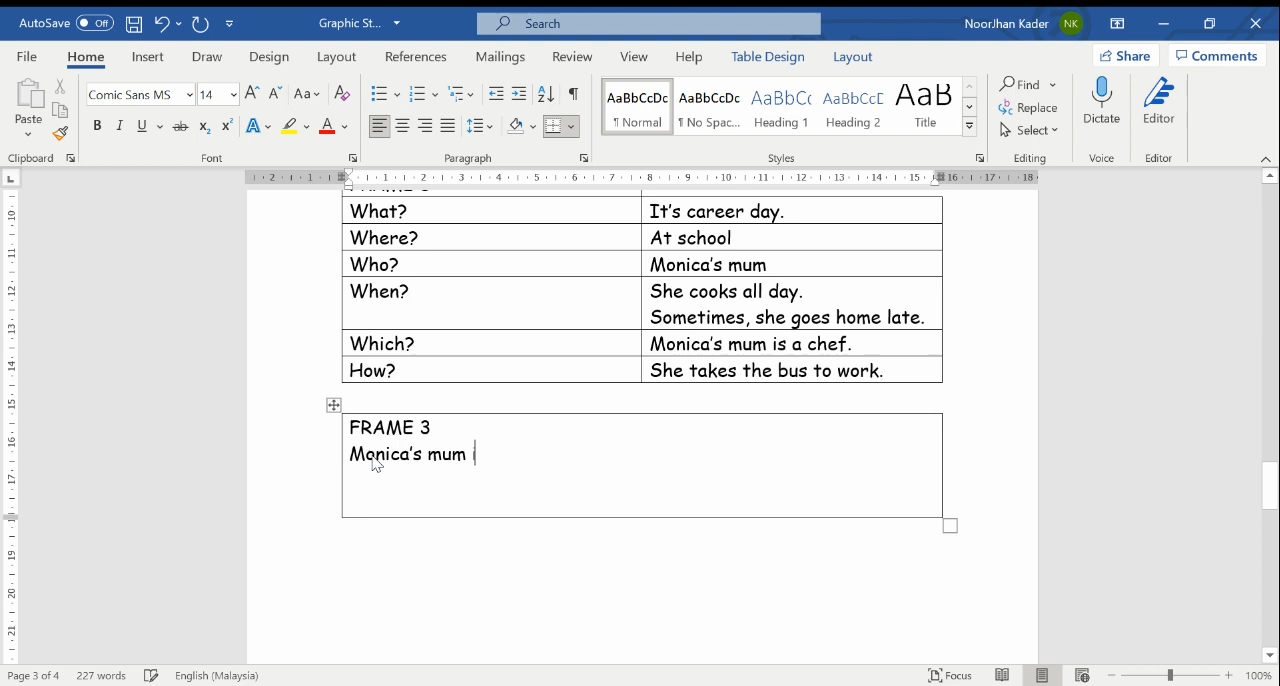 AutoSave Off Graphic St... Search NoorJhan Kader NK
File Home Insert Draw Design Layout References Mailings Review View Help Table Design Layout Share Comments
Paste Comic Sans MS 14 Aa Find
B I U ab x₂ x² A A ¶ Normal ¶ No Spac... Heading 1 Heading 2 Title Replace Dictate Editor
AaBbCcDc AaBbCcDc AaBbCc AaBbCcE AaB Select
Clipboard Font Paragraph Styles Editing Voice Editor
What? It's career day.
Where? At school
Who? Monica's mum
When? She cooks all day.
Sometimes, she goes home late.
Which? Monica's mum is a chef.
How? She takes the bus to work.
FRAME 3
Monica's mum i
Page 3 of 4 227 words English (Malaysia) Focus 100%